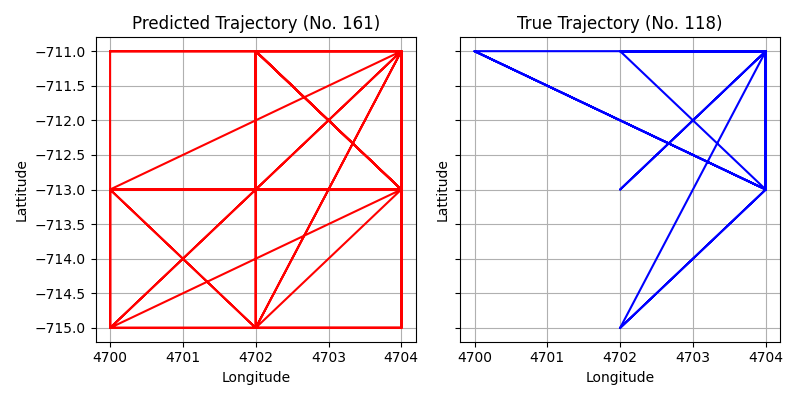 Predicted Trajectory (No. 161)
True Trajectory (No. 118)
Lattitude
−711.0
−711.5
−712.0
−712.5
−713.0
−713.5
−714.0
−714.5
−715.0
4700 4701 4702 4703 4704
Longitude
Lattitude
4700 4701 4702 4703 4704
Longitude